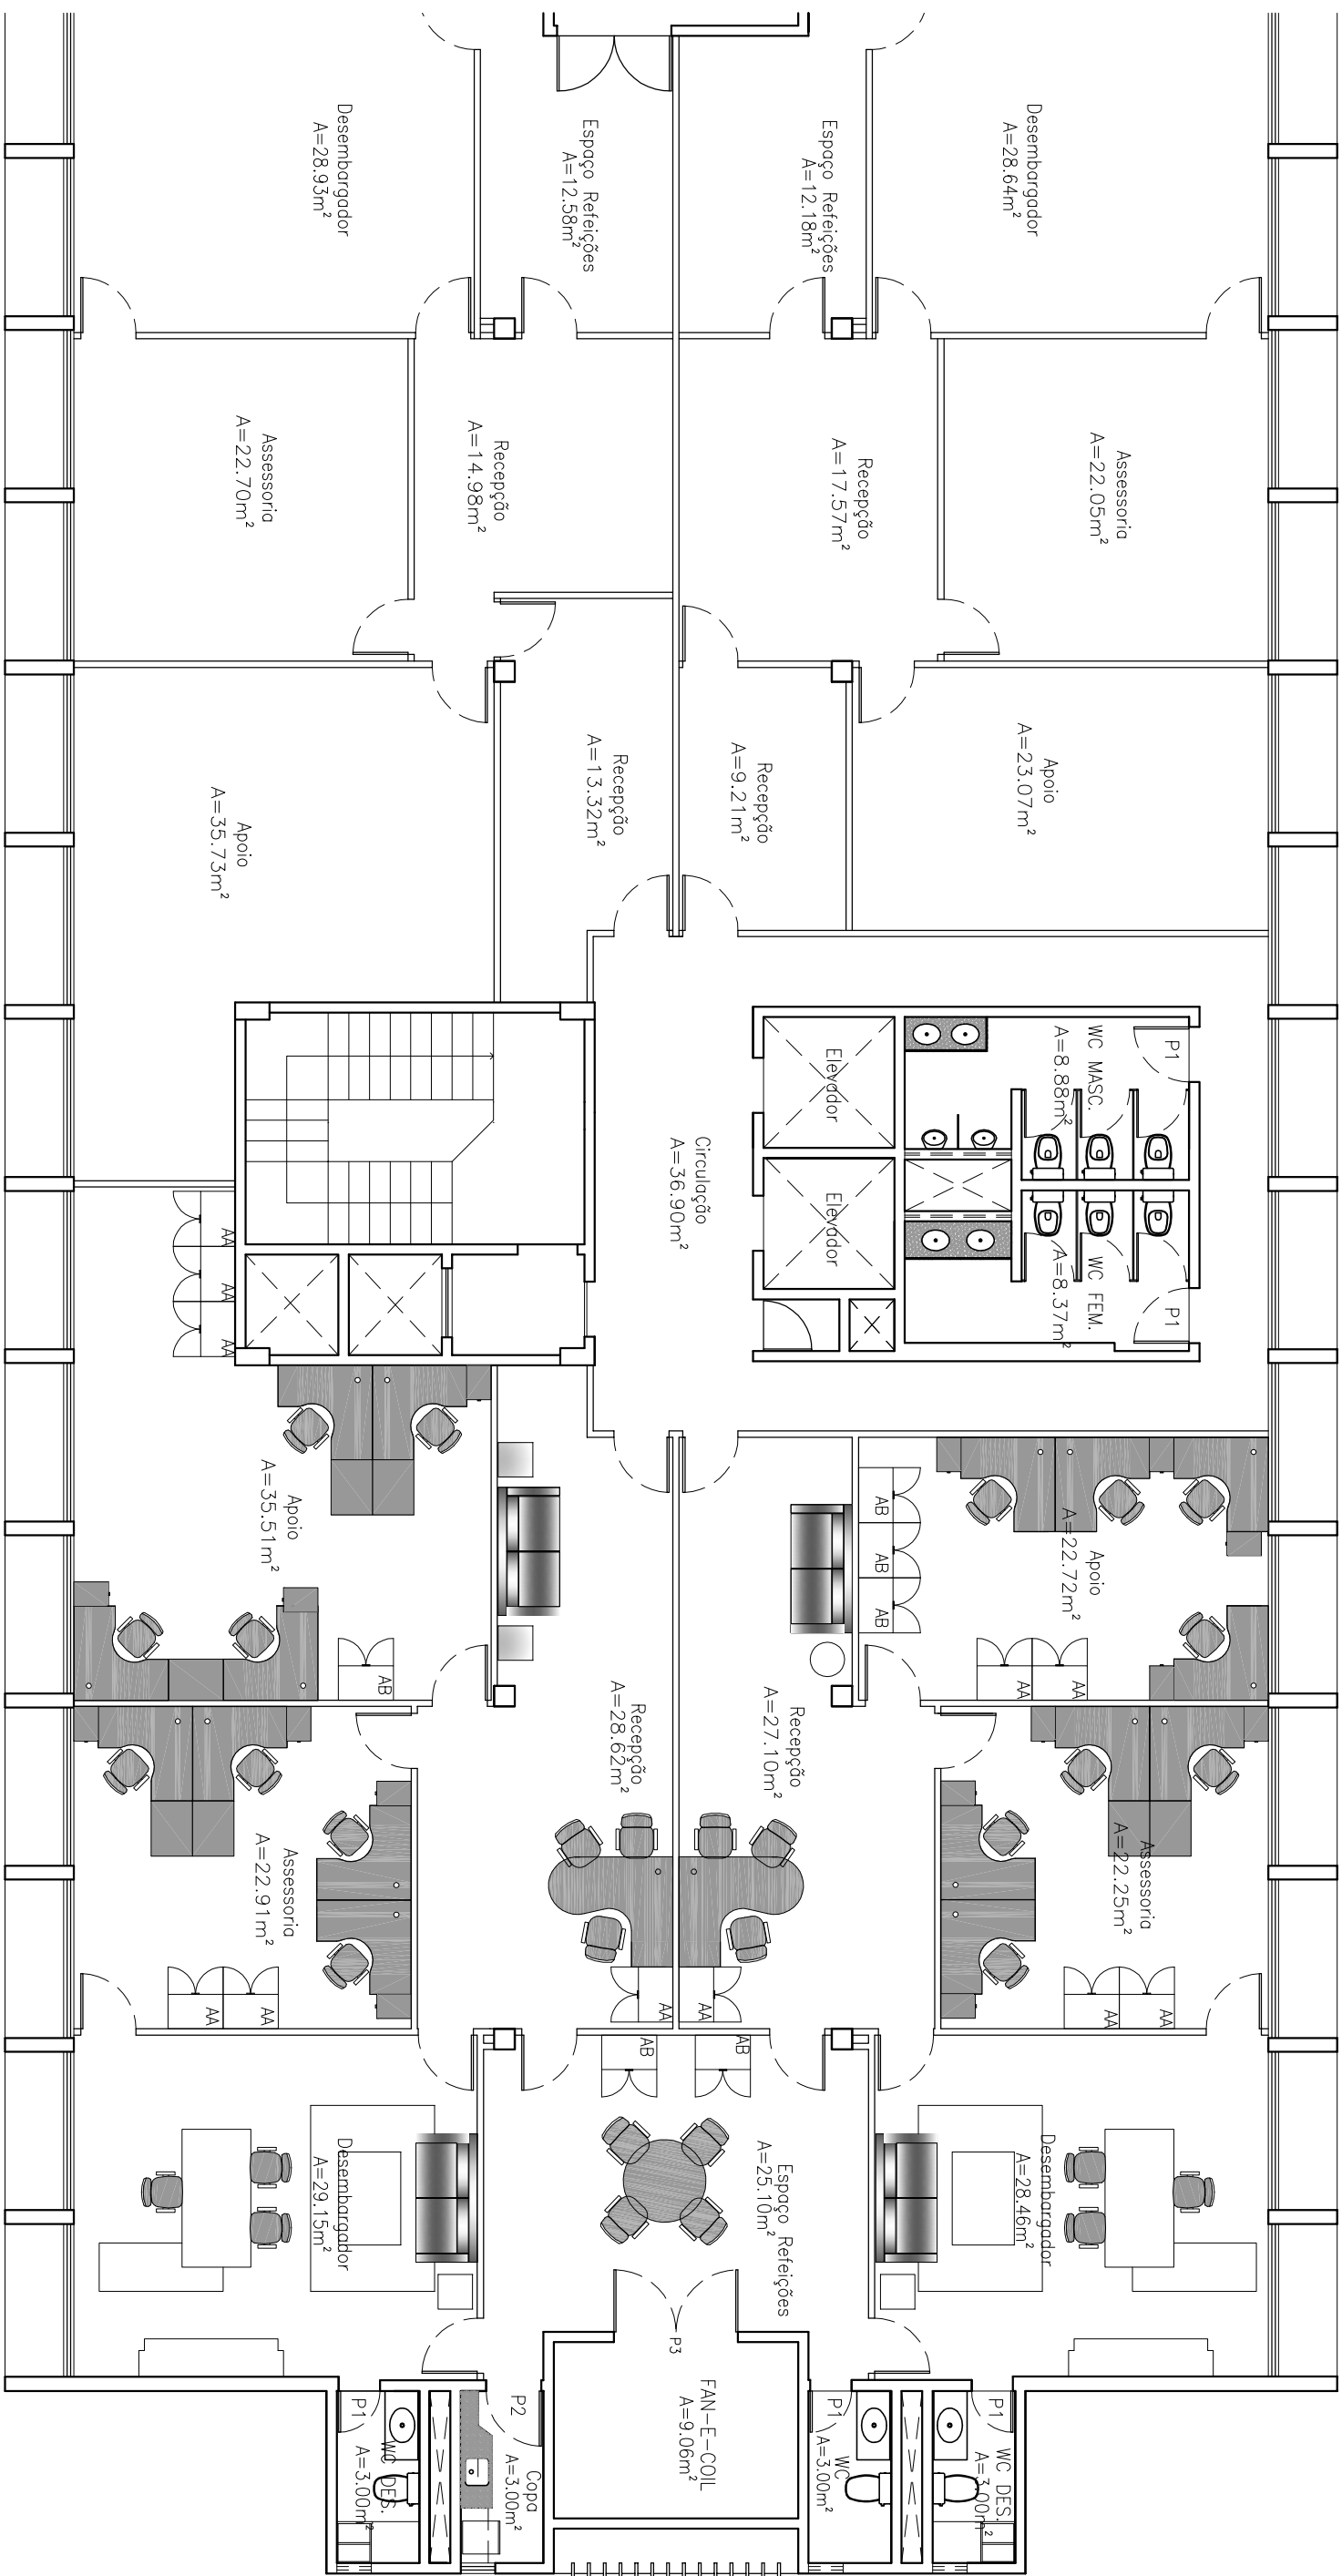 Desembargador
A=28.93m²
Espaço Refeições
A=12.58m²
Espaço Refeições
A=12.18m²
Desembargador
A=28.64m²
Assessoria
A=22.70m²
Recepção
A=14.98m²
Recepção
A=17.57m²
Assessoria
A=22.05m²
Apoio
A=35.73m²
Recepção
A=13.32m²
Recepção
A=9.21m²
Apoio
A=23.07m²
Elevador
Elevador
Circulação
A=36.90m²
WC MASC.
A=8.88m²
P1
WC FEM.
A=8.37m²
P1
AA
AA
AA
Apoio
A=35.51m²
AB
AB
AB
AB
Apoio
A=22.72m²
AA
AA
Recepção
A=28.62m²
Recepção
A=27.10m²
Assessoria
A=22.91m²
AA
AA
AA
AA
Assessoria
A=22.25m²
AA
AA
AB
AB
Desembargador
A=29.15m²
Espaço Refeições
A=25.10m²
Desembargador
A=28.46m²
P3
FAN-E-COIL
A=9.06m²
P1
WC DES.
A=3.00m²
P2
Copa
A=3.00m²
P1
WC
A=3.00m²
P1
WC DES.
A=3.00m²